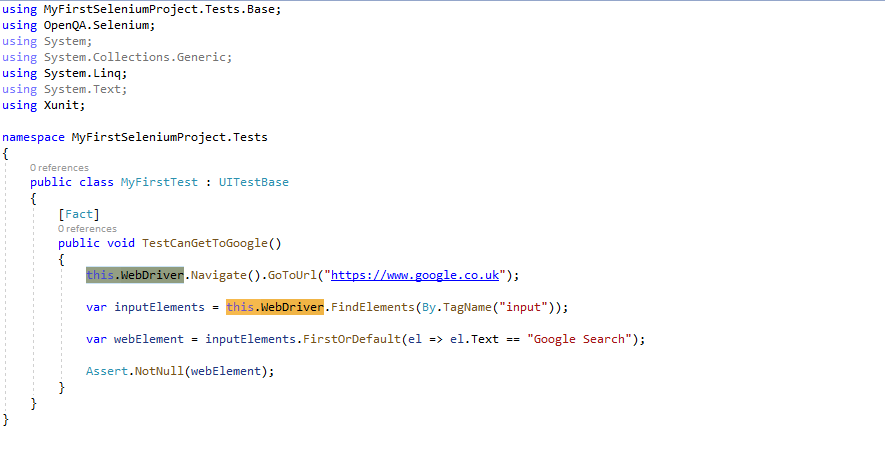 using MyFirstSeleniumProject.Tests.Base;
using OpenQA.Selenium;
using System;
using System.Collections.Generic;
using System.Linq;
using System.Text;
using Xunit;

namespace MyFirstSeleniumProject.Tests
{
0 references
public class MyFirstTest : UITestBase
{
[Fact]
0 references
public void TestCanGetToGoogle()
{
this.WebDriver.Navigate().GoToUrl("https://www.google.co.uk");

var inputElements = this.WebDriver.FindElements(By.TagName("input"));

var webElement = inputElements.FirstOrDefault(el => el.Text == "Google Search");

Assert.NotNull(webElement);
}
}
}